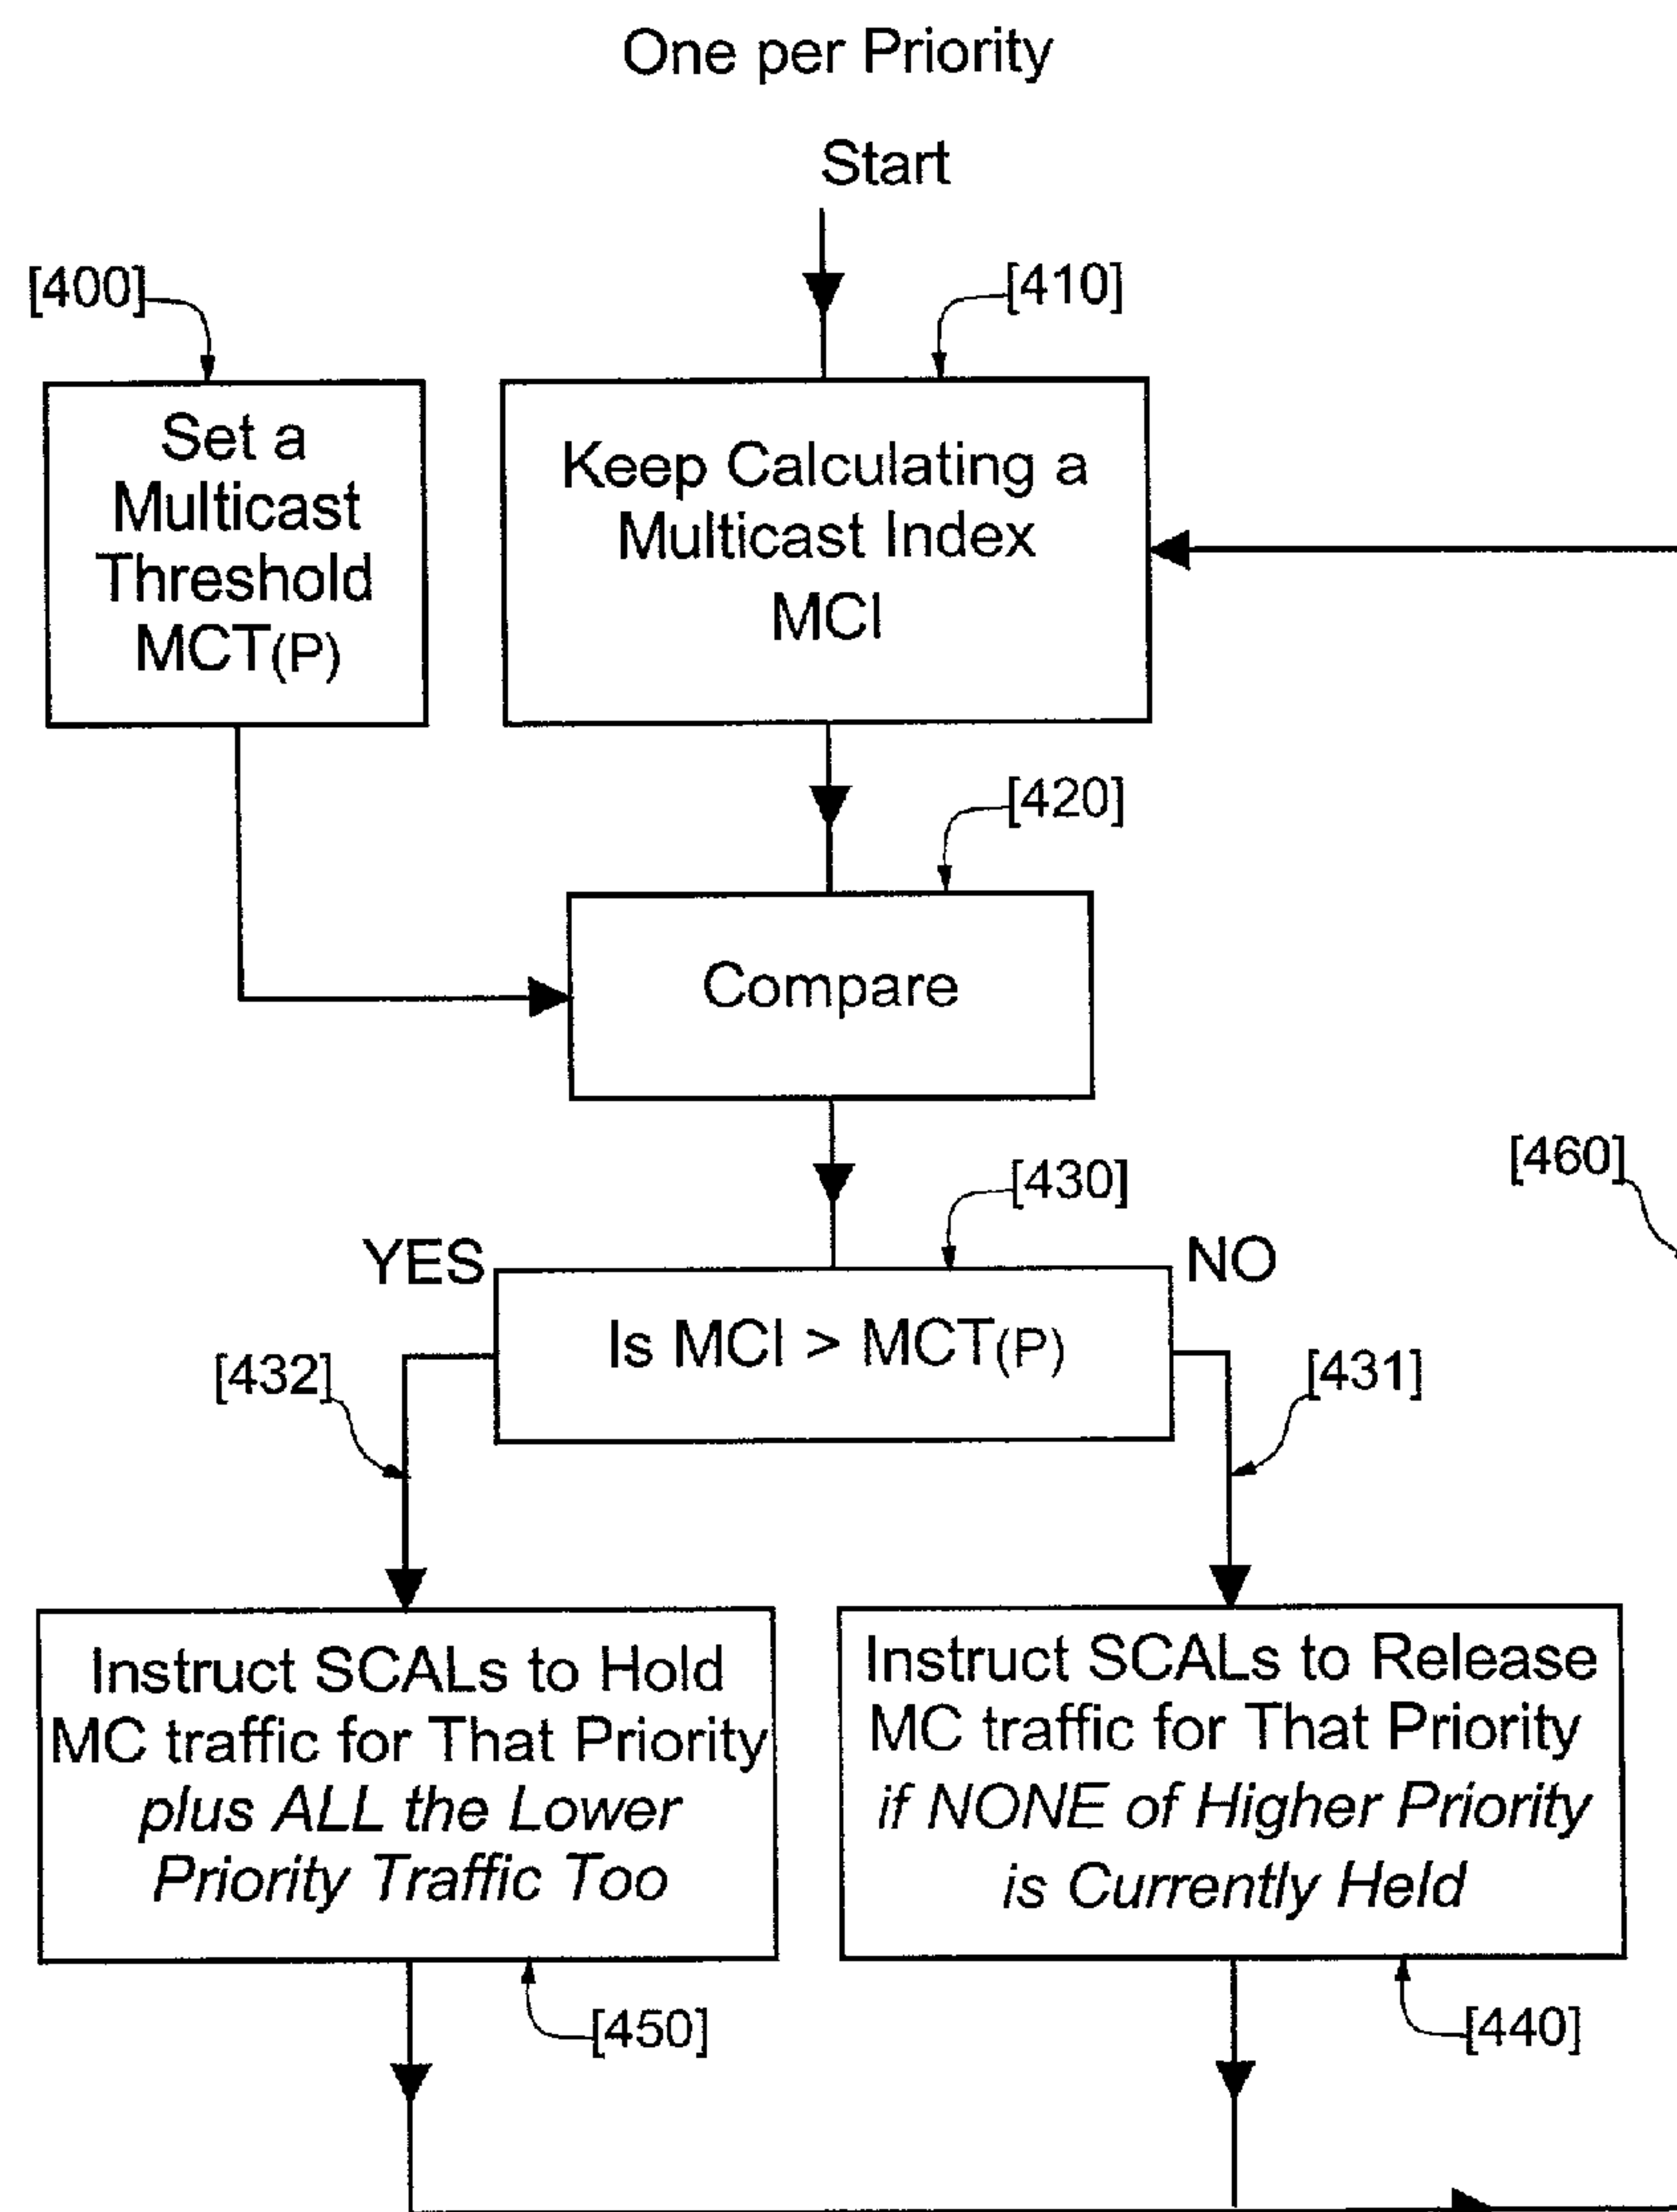 One per Priority
Start
[400]
[410]
Set a
Multicast
Threshold
MCT(P)
Keep Calculating a
Multicast Index
MCI
[420]
Compare
[460]
[430]
YES
NO
Is MCI > MCT(P)
[432]
[431]
Instruct SCALs to Hold
MC traffic for That Priority
plus ALL the Lower
Priority Traffic Too
Instruct SCALs to Release
MC traffic for That Priority
if NONE of Higher Priority
is Currently Held
[450]
[440]